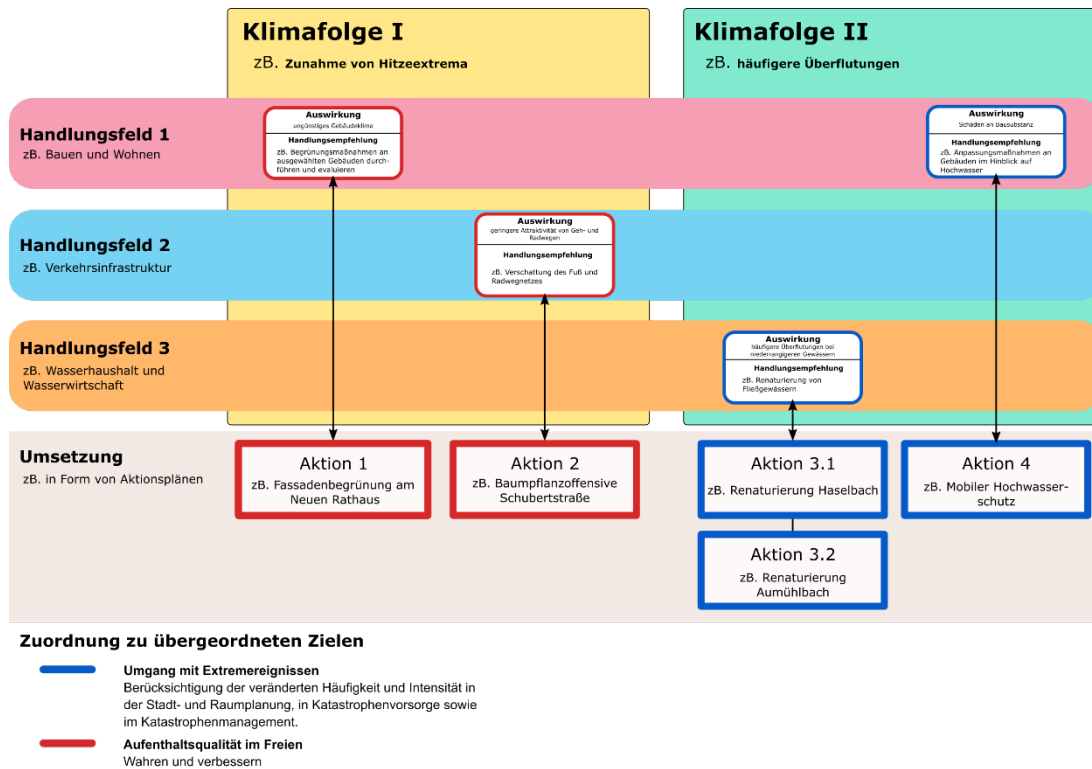 Klimafolge I
zB. Zunahme von Hitzeextrema
Klimafolge II
zB. häufigere Überflutungen
Handlungsfeld 1
zB. Bauen und Wohnen
Auswirkung
ungünstiges Gebäudeklima
Handlungsempfehlung
zB. Begrünungsmaßnahmen an
ausgewählten Gebäuden durch-
führen und evaluieren
Auswirkung
Schäden an Bausubstanz
Handlungsempfehlung
zB. Anpassungsmaßnahmen an
Gebäuden im Hinblick auf
Hochwasser
Handlungsfeld 2
zB. Verkehrsinfrastruktur
Auswirkung
geringere Attraktivität von Geh- und
Radwegen
Handlungsempfehlung
zB. Verschattung des Fuß und
Radwegnetzes
Handlungsfeld 3
zB. Wasserhaushalt und
Wasserwirtschaft
Auswirkung
häufigere Überflutungen bei
niederrangigeren Gewässern
Handlungsempfehlung
zB. Renaturierung von
Fließgewässern
Umsetzung
zB. in Form von Aktionsplänen
Aktion 1
zB. Fassadenbegrünung am
Neuen Rathaus
Aktion 2
zB. Baumpflanzoffensive
Schubertstraße
Aktion 3.1
zB. Renaturierung Haselbach
Aktion 4
zB. Mobiler Hochwasser-
schutz
Aktion 3.2
zB. Renaturierung
Aumühlbach
Zuordnung zu übergeordneten Zielen
Umgang mit Extremereignissen
Berücksichtigung der veränderten Häufigkeit und Intensität in
der Stadt- und Raumplanung, in Katastrophenvorsorge sowie
im Katastrophenmanagement.
Aufenthaltsqualität im Freien
Wahren und verbessern